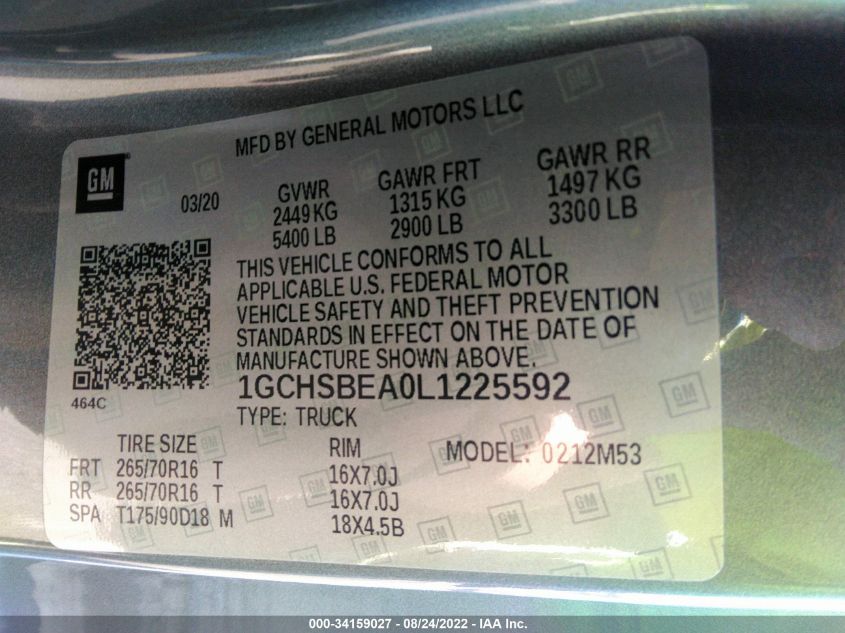 MFD BY GENERAL MOTORS LLC
GM
03/20
GVWR GAWR FRT GAWR RR
2449 KG 1315 KG 1497 KG
5400 LB 2900 LB 3300 LB
THIS VEHICLE CONFORMS TO ALL
APPLICABLE U.S. FEDERAL MOTOR
VEHICLE SAFETY AND THEFT PREVENTION
STANDARDS IN EFFECT ON THE DATE OF
MANUFACTURE SHOWN ABOVE.
464C
1GCHSBEA0L1225592
TYPE: TRUCK
TIRE SIZE RIM MODEL: 0212M53
FRT 265/70R16 T 16X7.0J
RR 265/70R16 T 16X7.0J
SPA T175/90D18 M 18X4.5B
000-34159027 - 08/24/2022 - IAA Inc.